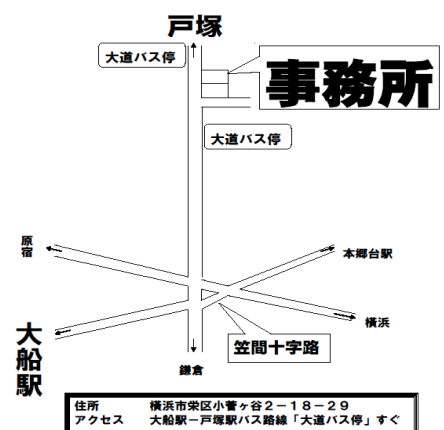 戸塚
大道バス停
事務所
大道バス停
原宿
本郷台駅
横浜
大船駅
笠間十字路
鎌倉
住所 横浜市栄区小菅ヶ谷2－18－29
アクセス 大船駅－戸塚駅バス路線「大道バス停」すぐ